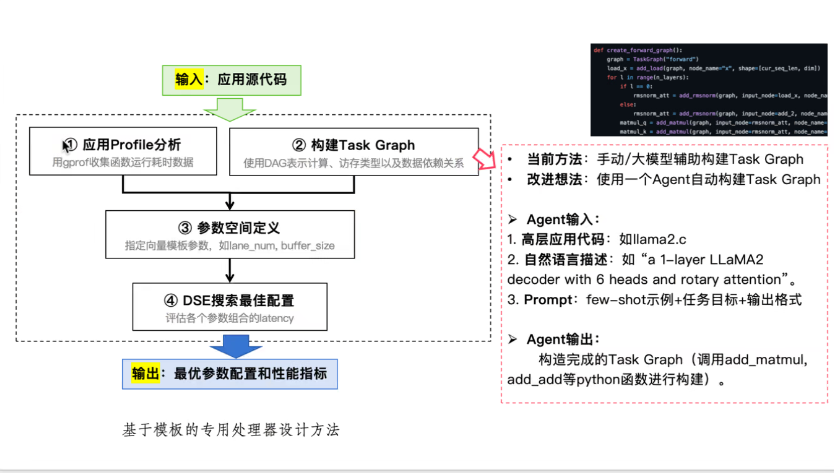 输入：应用源代码
① 应用Profile分析
用gprof收集函数运行耗时数据
② 构建Task Graph
使用DAG表示计算、访存类型以及数据依赖关系
③ 参数空间定义
指定向量模板参数，如lane_num, buffer_size
④ DSE搜索最佳配置
评估各个参数组合的latency
输出：最优参数配置和性能指标
基于模板的专用处理器设计方法
def create_forward_graph():
graph = TaskGraph("forward")
load_x = add_load(graph, node_name="x", shape=[cur_seq_len, dim])
for l in range(n_layers):
if l == 0:
rmsnorm_att = add_rmsnorm(graph, input_node=load_x, node_na
else:
rmsnorm_att = add_rmsnorm(graph, input_node=add_2, node_nam
matmul_q = add_matmul(graph, input_node=rmsnorm_att, node_name=
matmul_k = add_matmul(graph, input_node=rmsnorm_att, node_name=
• 当前方法：手动/大模型辅助构建Task Graph
• 改进想法：使用一个Agent自动构建Task Graph
➢ Agent输入：
1. 高层应用代码：如llama2.c
2. 自然语言描述：如 “a 1-layer LLaMA2
decoder with 6 heads and rotary attention”。
3. Prompt：few-shot示例+任务目标+输出格式
➢ Agent输出：
构造完成的Task Graph（调用add_matmul,
add_add等python函数进行构建）。